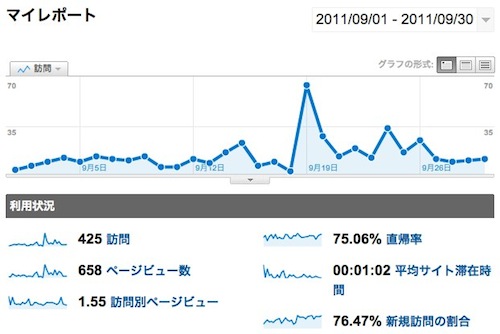 マイレポート
2011/09/01 - 2011/09/30
グラフの形式:
訪問
70 70
35 35
9月5日 9月12日 9月19日 9月26日
利用状況
425 訪問
75.06% 直帰率
658 ページビュー数
00:01:02 平均サイト滞在時
間
1.55 訪問別ページビュー
76.47% 新規訪問の割合